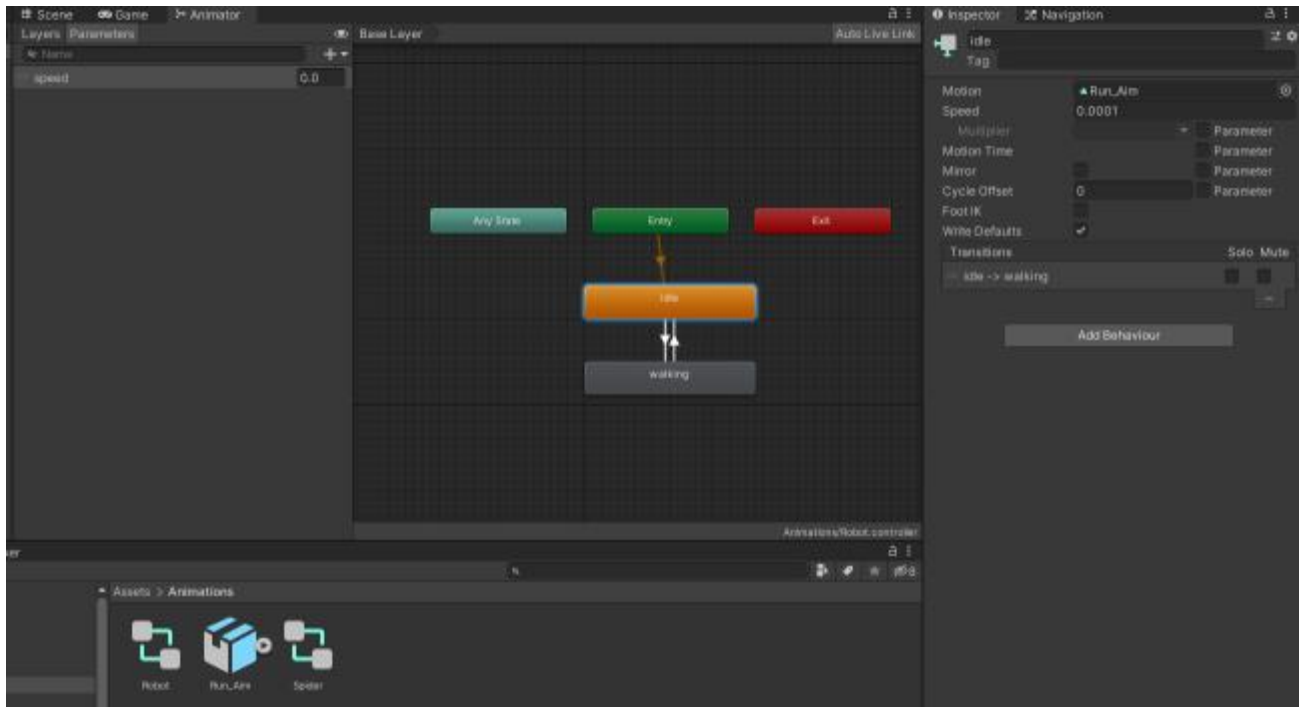 Scene Game Animator
Layers Parameters
Name
speed 0.0
Base Layer Auto Live Link
Any State Entry Exit
idle
walking
Animations/Robot.controller
Inspector Navigation
idle
Tag
Motion Run_Aim
Speed 0.0001
Multiplier Parameter
Motion Time Parameter
Mirror Parameter
Cycle Offset 0 Parameter
Foot IK
Write Defaults
Transitions Solo Mute
idle -> walking
Add Behaviour
er
Assets > Animations
Robot Run_Aim Spider